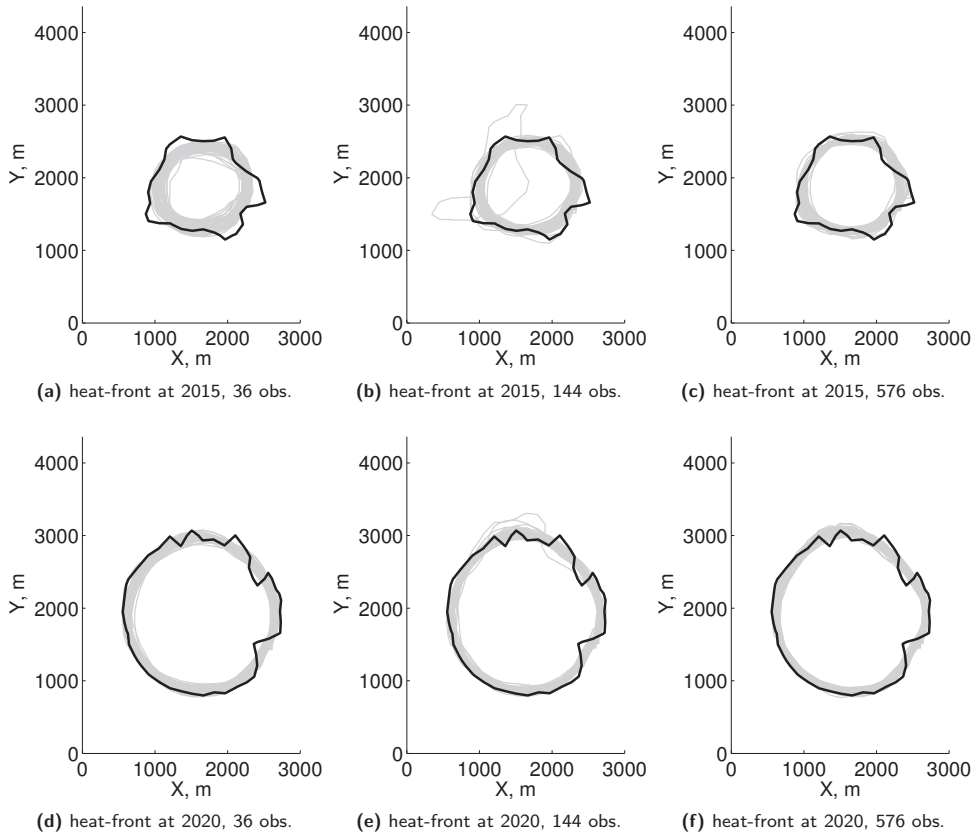 4000
3000
2000
1000
0
Y, m
0 1000 2000 3000
X, m
(a) heat-front at 2015, 36 obs.
4000
3000
2000
1000
0
Y, m
0 1000 2000 3000
X, m
(b) heat-front at 2015, 144 obs.
4000
3000
2000
1000
0
Y, m
0 1000 2000 3000
X, m
(c) heat-front at 2015, 576 obs.
4000
3000
2000
1000
0
Y, m
0 1000 2000 3000
X, m
(d) heat-front at 2020, 36 obs.
4000
3000
2000
1000
0
Y, m
0 1000 2000 3000
X, m
(e) heat-front at 2020, 144 obs.
4000
3000
2000
1000
0
Y, m
0 1000 2000 3000
X, m
(f) heat-front at 2020, 576 obs.